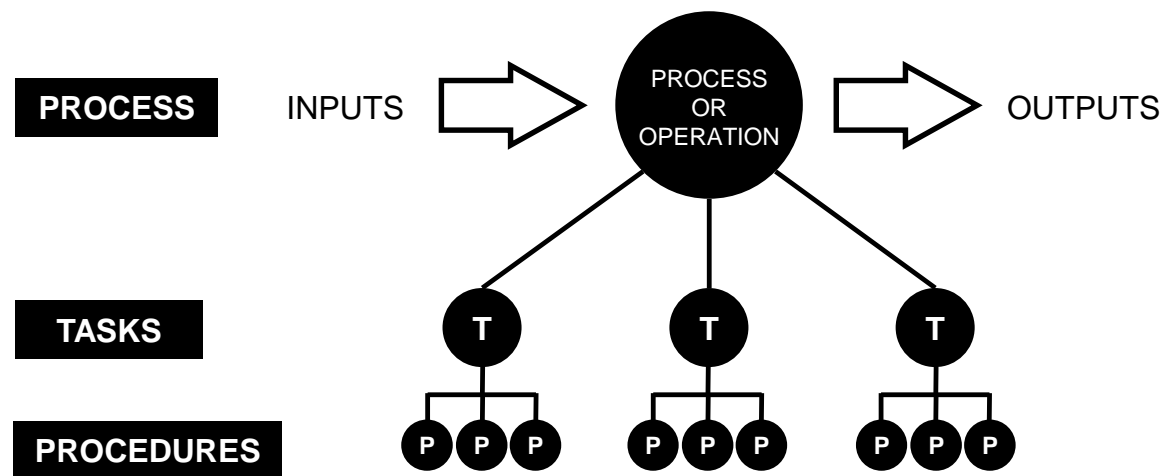 PROCESS
INPUTS
PROCESS
OR
OPERATION
OUTPUTS
TASKS
T T T
PROCEDURES
P P P P P P P P P